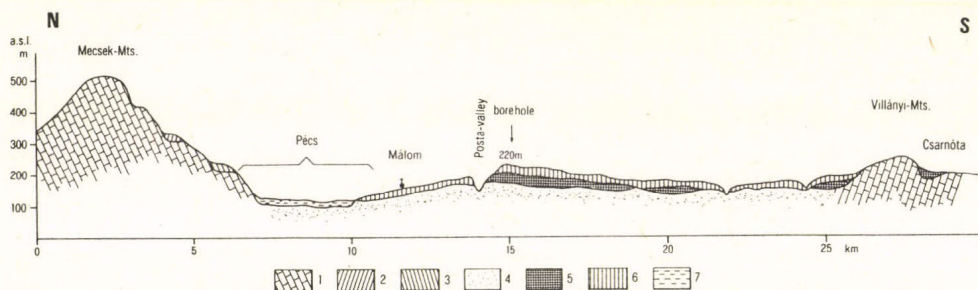 N S
a.s.l.
m
Mecsek-Mts.
500
400
300
200
100
Pécs
Málom
Posta-valley
borehole
220m
Villányi-Mts.
Csarnóta
0 5 10 15 20 25 km
1 2 3 4 5 6 7